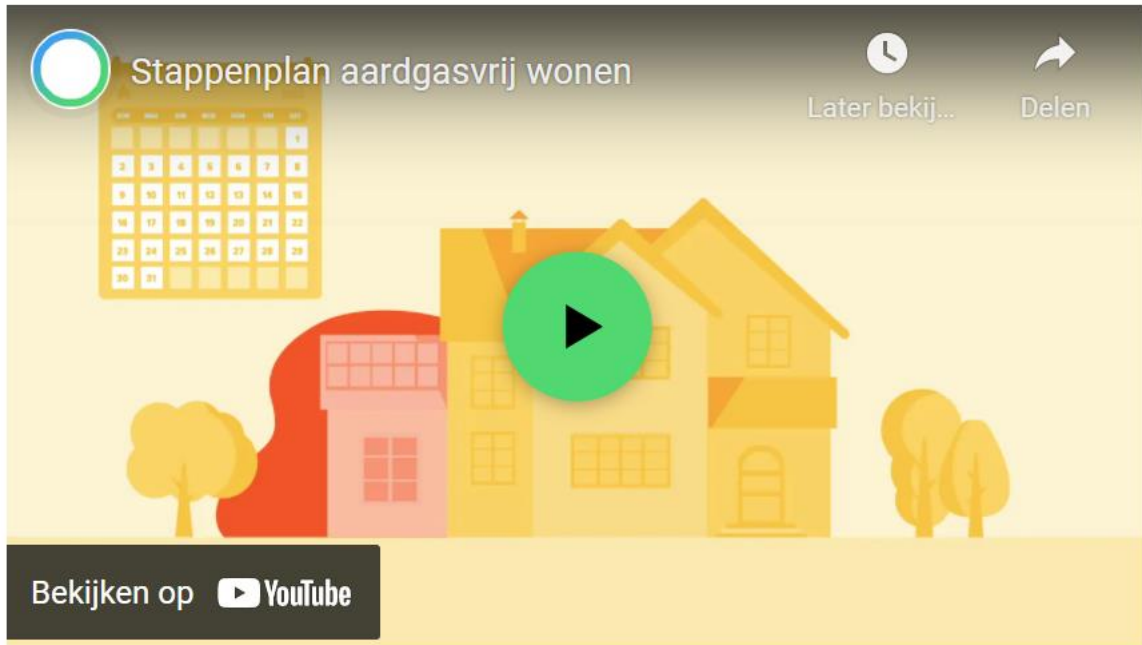 Stappenplan aardgasvrij wonen
Later bekij...
Delen
1
2 3 4 5 6 7 8
9 10 11 12 13 14 15
16 17 18 19 20 21 22
23 24 25 26 27 28 29
30 31
Bekijken op YouTube